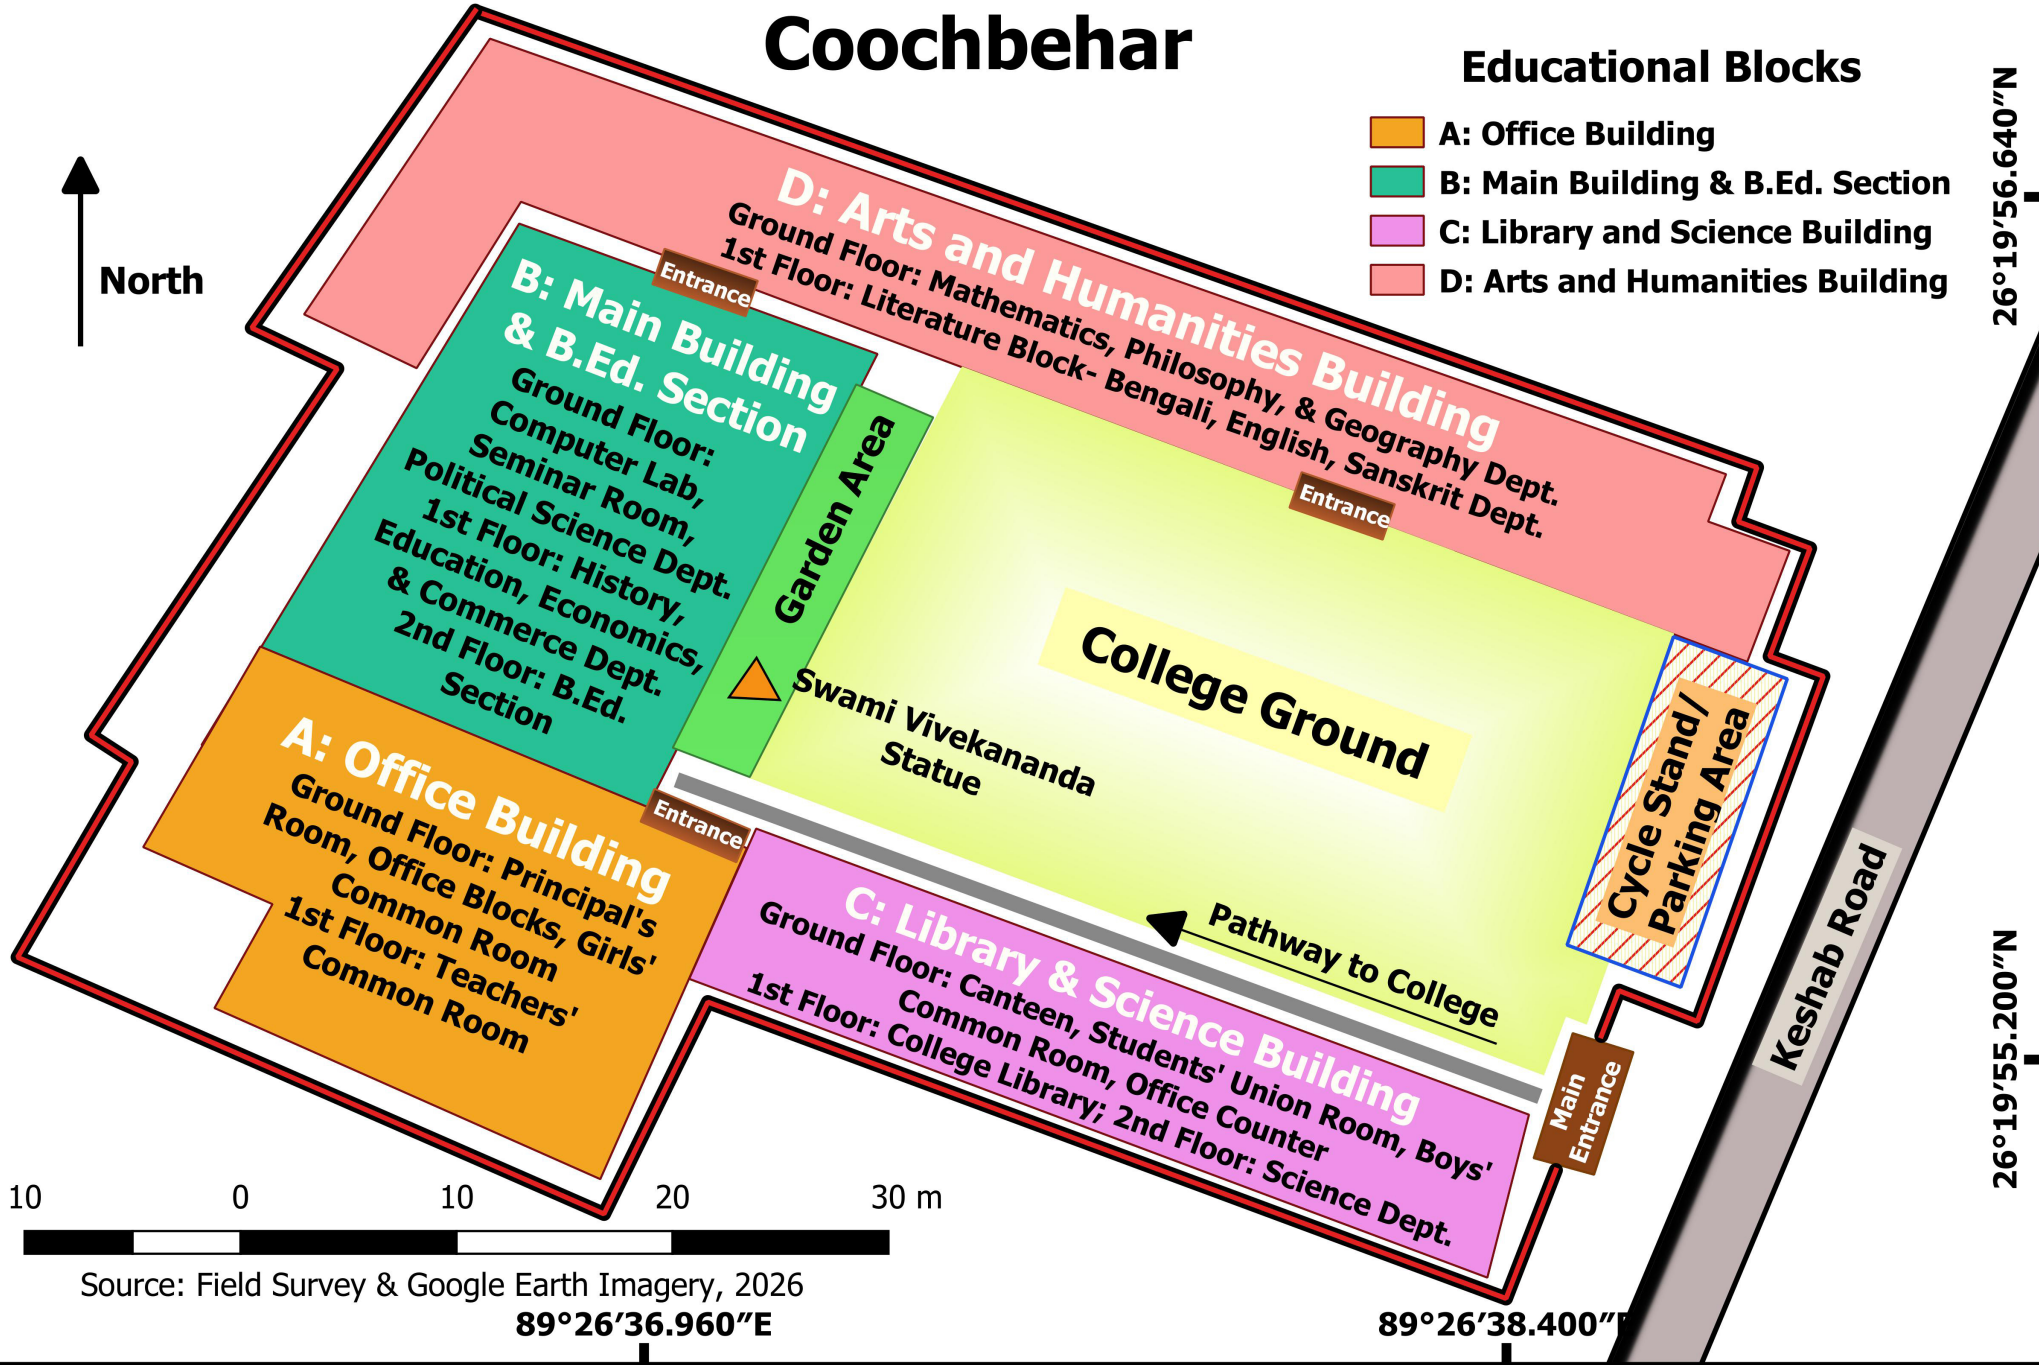 Coochbehar
Educational Blocks
A: Office Building
B: Main Building & B.Ed. Section
C: Library and Science Building
D: Arts and Humanities Building
26°19′56.640″N
North
D: Arts and Humanities Building
Ground Floor: Mathematics, Philosophy, & Geography Dept.
1st Floor: Literature Block- Bengali, English, Sanskrit Dept.
Entrance
Entrance
B: Main Building
& B.Ed. Section
Ground Floor:
Computer Lab,
Seminar Room,
Political Science Dept.
1st Floor: History,
Education, Economics,
& Commerce Dept.
2nd Floor: B.Ed.
Section
Garden Area
Swami Vivekananda
Statue
College Ground
Cycle Stand/
Parking Area
A: Office Building
Ground Floor: Principal's
Room, Office Blocks, Girls'
Common Room
1st Floor: Teachers'
Common Room
Entrance
Pathway to College
C: Library & Science Building
Ground Floor: Canteen, Students' Union Room, Boys'
Common Room, Office Counter
1st Floor: College Library; 2nd Floor: Science Dept.
Main
Entrance
Keshab Road
26°19′55.200″N
10 0 10 20 30 m
Source: Field Survey & Google Earth Imagery, 2026
89°26′36.960″E
89°26′38.400″E